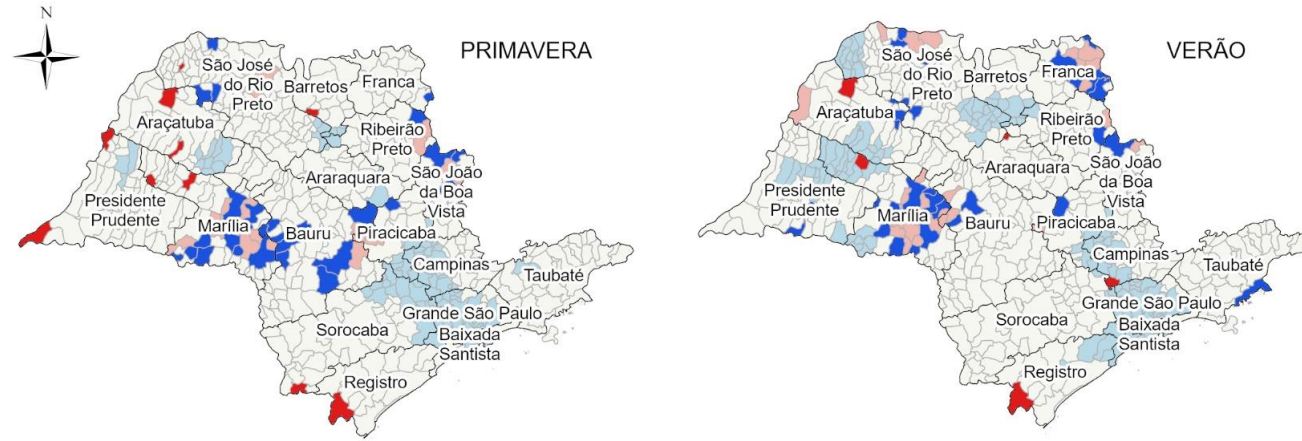 N
PRIMAVERA
São José
do Rio
Preto
Barretos
Franca
Araçatuba
Ribeirão
Preto
Araraquara
São João
da Boa
Vista
Presidente
Prudente
Marília
Bauru
Piracicaba
Campinas
Taubaté
Grande São Paulo
Sorocaba
Baixada
Santista
Registro
VERÃO
São José
do Rio
Preto
Barretos
Franca
Araçatuba
Ribeirão
Preto
Araraquara
São João
da Boa
Vista
Presidente
Prudente
Marília
Bauru
Piracicaba
Campinas
Taubaté
Grande São Paulo
Sorocaba
Baixada
Santista
Registro